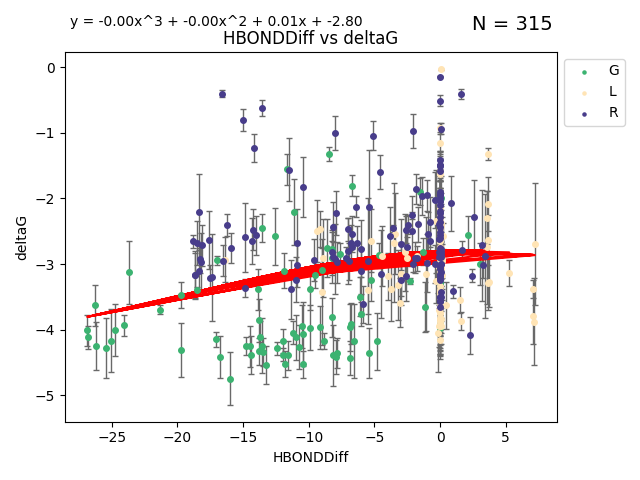 y = -0.00x^3 + -0.00x^2 + 0.01x + -2.80
N = 315
HBONDDiff vs deltaG
G
L
R
deltaG
0
−1
−2
−3
−4
−5
−25
−20
−15
−10
−5
0
5
HBONDDiff